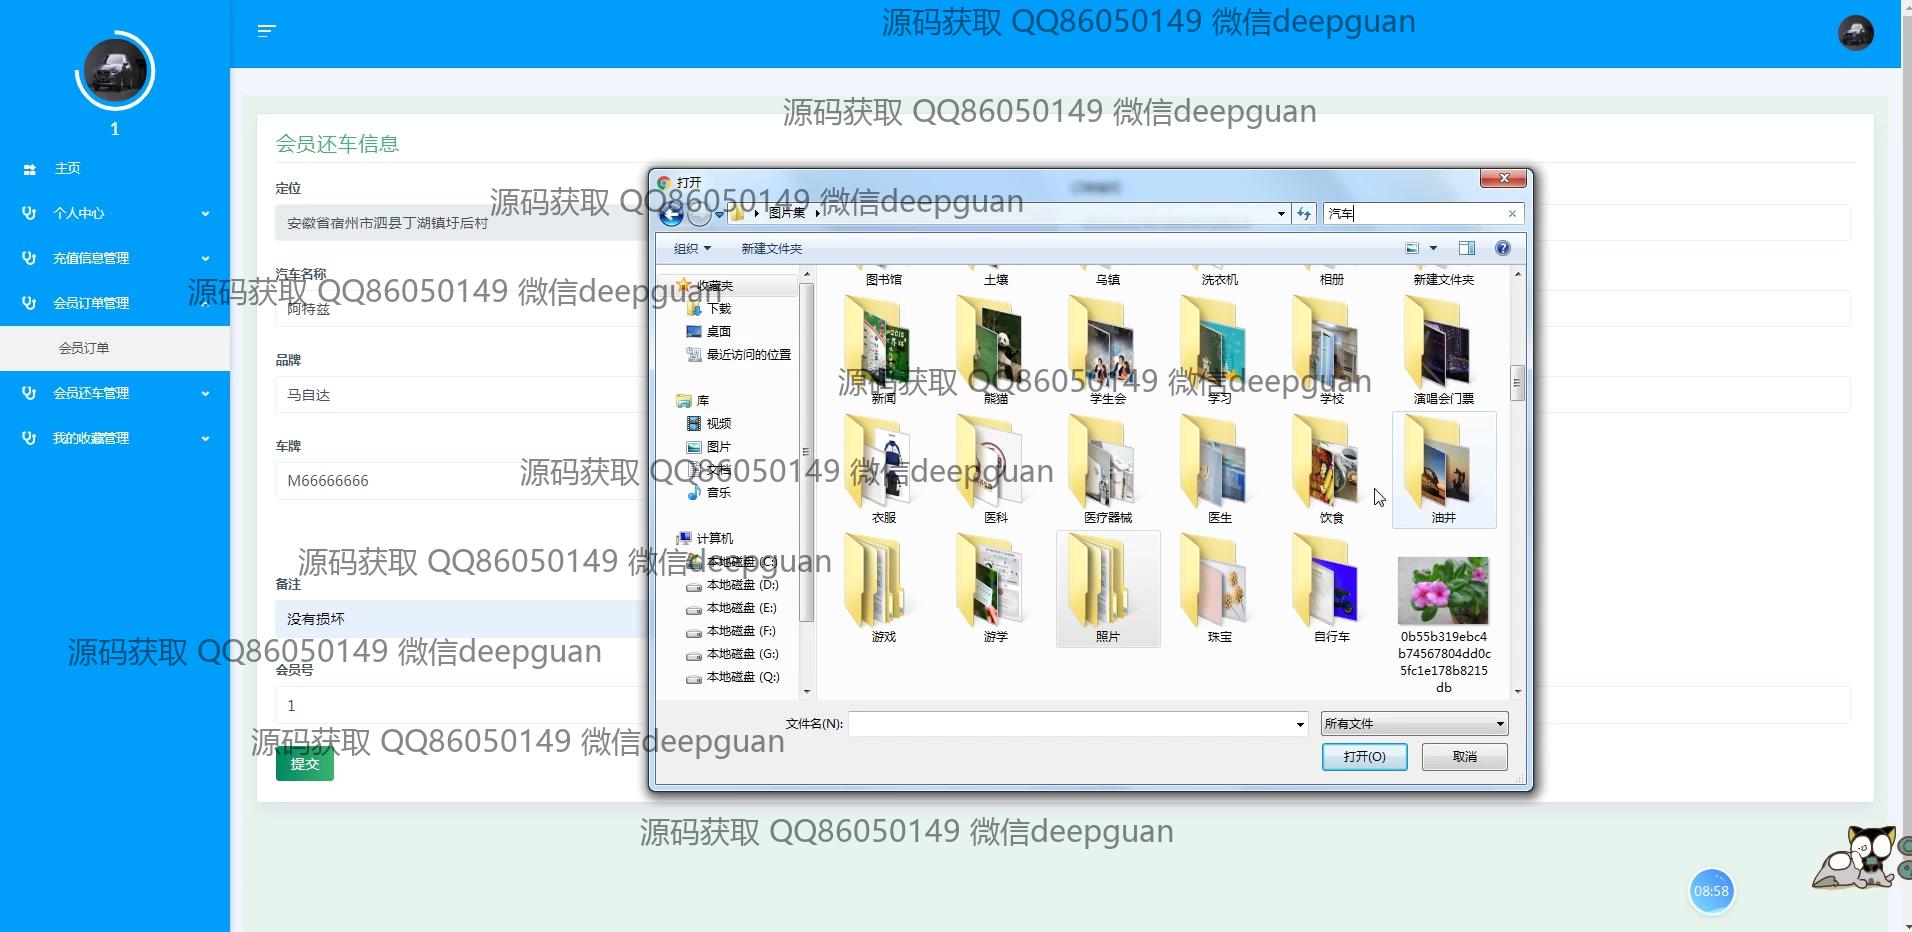 源码获取 QQ86050149 微信deepguan
1
主页
个人中心
充值信息管理
会员订单管理
会员订单
会员还车管理
我的收藏管理
源码获取 QQ86050149 微信deepguan
会员还车信息
定位
安徽省宿州市泗县丁湖镇圩后村
源码获取 QQ86050149 微信deepguan
汽车名称
源码获取 QQ86050149 微信deepguan
阿特兹
品牌
马自达
车牌
M66666666
备注
没有损坏
会员号
1
提交
打开
图片集
汽车
组织
新建文件夹
收藏夹
下载
桌面
最近访问的位置
库
视频
图片
文档
音乐
计算机
本地磁盘 (C:)
本地磁盘 (D:)
本地磁盘 (E:)
本地磁盘 (F:)
本地磁盘 (G:)
本地磁盘 (Q:)
图书馆
土壤
乌镇
洗衣机
相册
新建文件夹
新闻
熊猫
学生会
学习
学校
演唱会门票
源码获取 QQ86050149 微信deepguan
衣服
医科
医疗器械
医生
饮食
油井
源码获取 QQ86050149 微信deepguan
游戏
游学
照片
珠宝
自行车
0b55b319ebc4
b74567804dd0c
5fc1e178b8215
db
源码获取 QQ86050149 微信deepguan
源码获取 QQ86050149 微信deepguan
文件名(N):
所有文件
打开(O)
取消
源码获取 QQ86050149 微信deepguan
源码获取 QQ86050149 微信deepguan
08:58